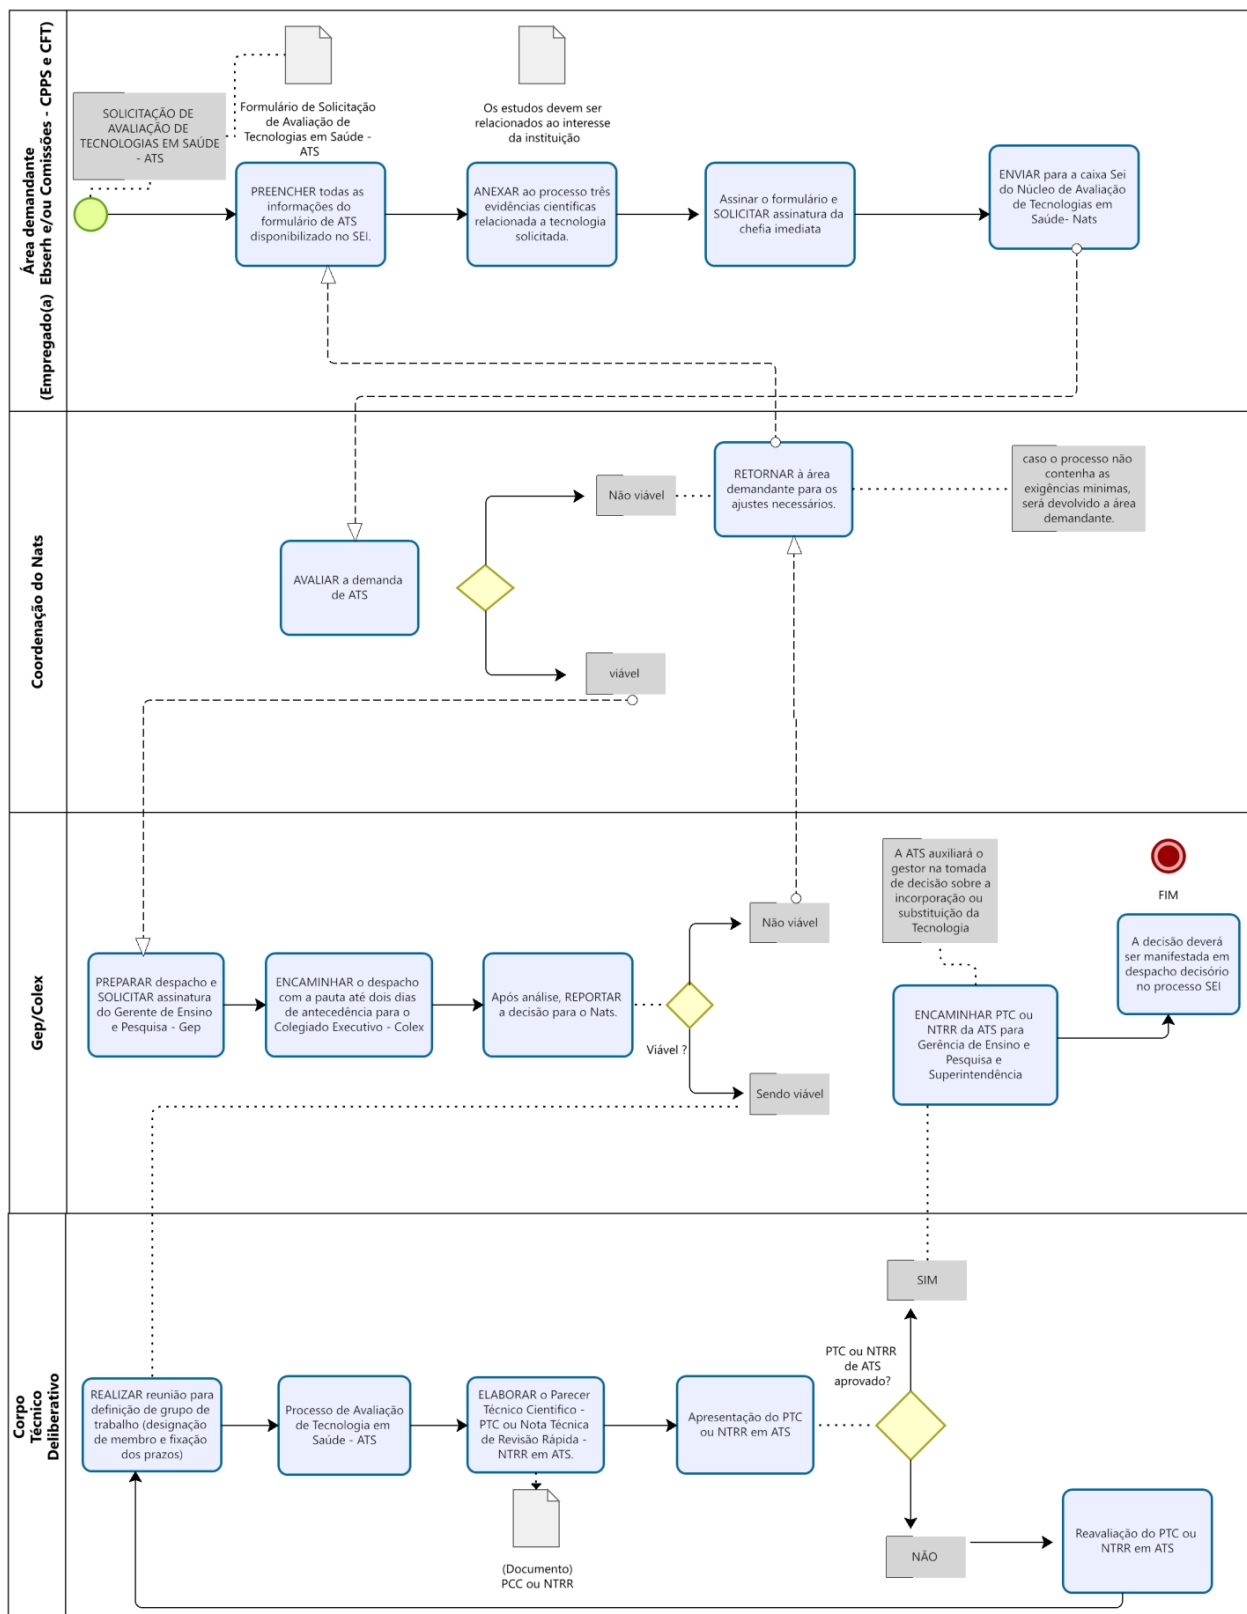 Área demandante
(Empregado(a) Ebserh e/ou Comissões - CPPS e CFT)
SOLICITAÇÃO DE
AVALIAÇÃO DE
TECNOLOGIAS EM SAÚDE
- ATS
Formulário de Solicitação
de Avaliação de
Tecnologias em Saúde -
ATS
Os estudos devem ser
relacionados ao interesse
da instituição
PREENCHER todas as
informações do
formulário de ATS
disponibilizado no SEI.
ANEXAR ao processo três
evidências científicas
relacionada a tecnologia
solicitada.
Assinar o formulário e
SOLICITAR assinatura da
chefia imediata
ENVIAR para a caixa Sei
do Núcleo de Avaliação
de Tecnologias em
Saúde- Nats
Coordenação do Nats
AVALIAR a demanda
de ATS
Não viável
viável
RETORNAR à área
demandante para os
ajustes necessários.
caso o processo não
contenha as
exigências mínimas,
será devolvido a área
demandante.
Gep/Colex
PREPARAR despacho e
SOLICITAR assinatura
do Gerente de Ensino
e Pesquisa - Gep
ENCAMINHAR o despacho
com a pauta até dois dias
de antecedência para o
Colegiado Executivo - Colex
Após análise, REPORTAR
a decisão para o Nats.
Viável ?
Não viável
Sendo viável
A ATS auxiliará o
gestor na tomada
de decisão sobre a
incorporação ou
substituição da
Tecnologia
ENCAMINHAR PTC ou
NTRR da ATS para
Gerência de Ensino e
Pesquisa e
Superintendência
FIM
A decisão deverá
ser manifestada em
despacho decisório
no processo SEI
Corpo
Técnico
Deliberativo
REALIZAR reunião para
definição de grupo de
trabalho (designação
de membro e fixação
dos prazos)
Processo de Avaliação
de Tecnologia em
Saúde - ATS
ELABORAR o Parecer
Técnico Cientifico -
PTC ou Nota Técnica
de Revisão Rápida -
NTRR em ATS.
(Documento)
PCC ou NTRR
Apresentação do PTC
ou NTRR em ATS
PTC ou NTRR
de ATS
aprovado?
SIM
NÃO
Reavaliação do PTC ou
NTRR em ATS